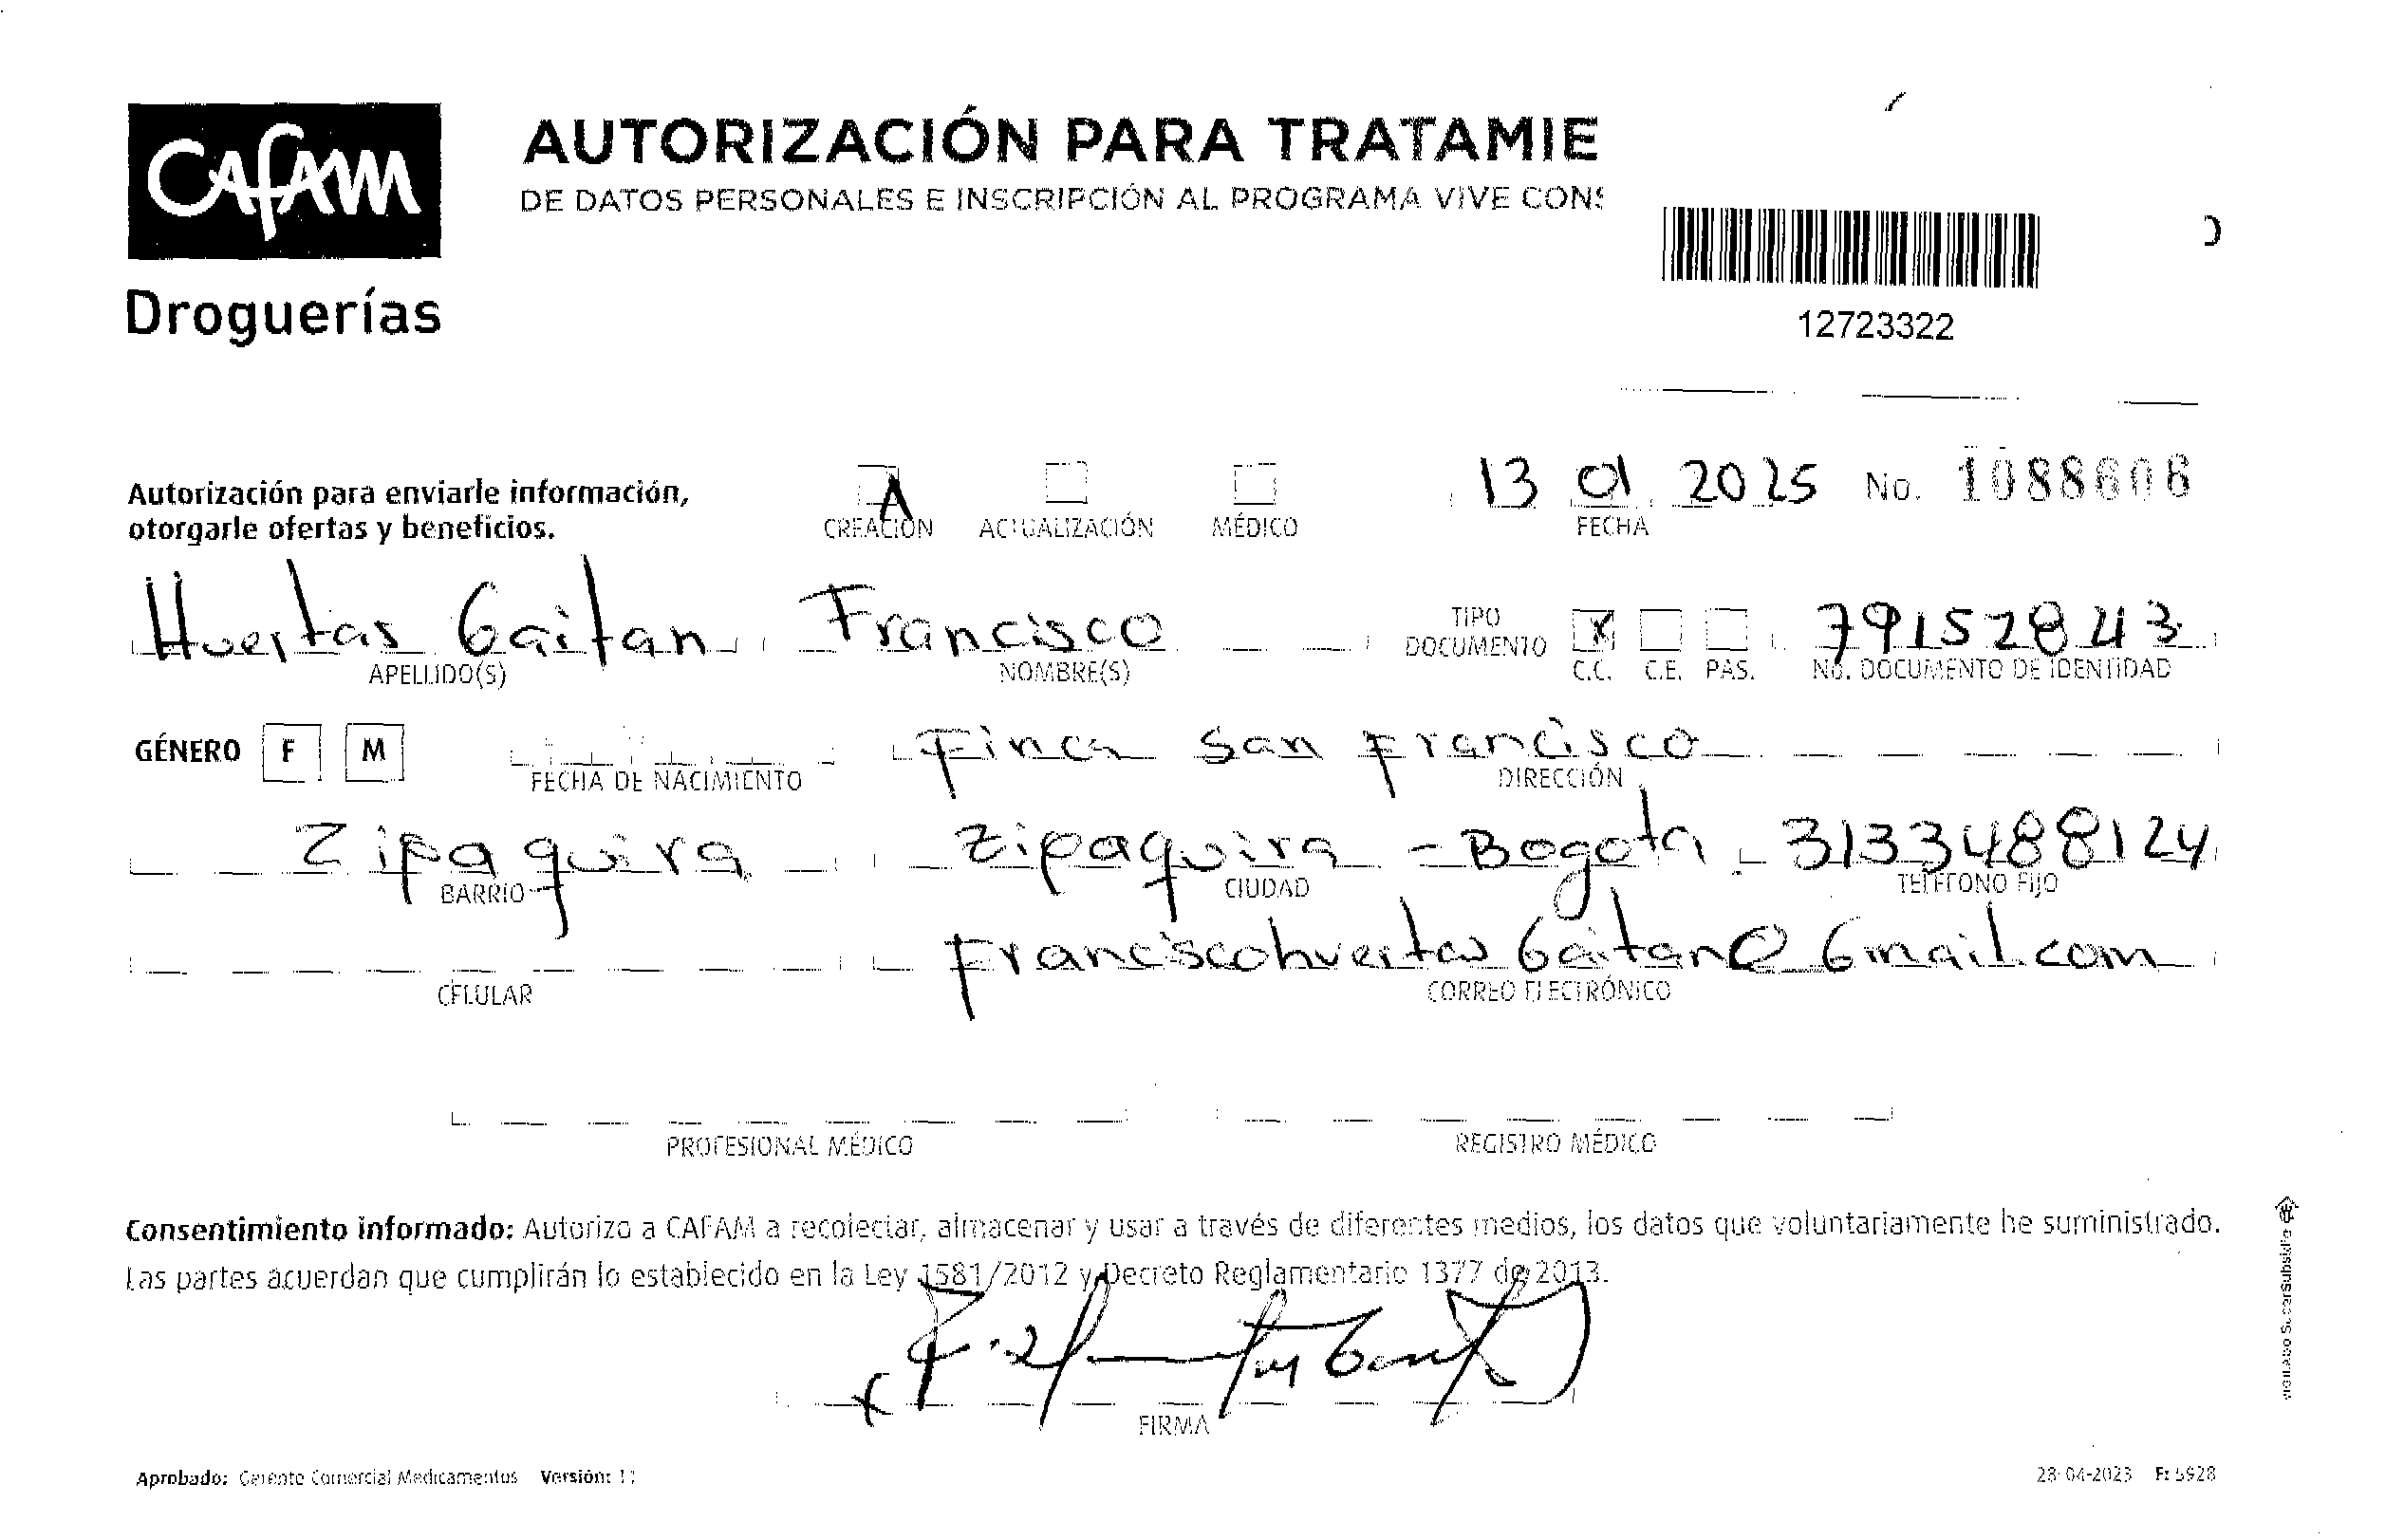 CAFAM
Droguerías
AUTORIZACIÓN PARA TRATAMIE
DE DATOS PERSONALES E INSCRIPCIÓN AL PROGRAMA VIVE CONS
12723322
Autorización para enviarle información,
otorgarle ofertas y beneficios.
CREACIÓN ACTUALIZACIÓN MÉDICO
13 01 2025 No. 1088608
FECHA
Huertas Gaitan Francisco
APELLIDO(S) NOMBRE(S)
TIPO
DOCUMENTO X 79152843
C.C. C.E. PAS. No. DOCUMENTO DE IDENTIDAD
GÉNERO F M Finca San Francisco
FECHA DE NACIMIENTO DIRECCIÓN
Zipaquira Zipaquira - Bogota 3133488124
BARRIO CIUDAD TELÉFONO FIJO
Franciscohuertas Gaitan@Gmail.com
CELULAR CORREO ELECTRÓNICO
PROFESIONAL MÉDICO REGISTRO MÉDICO
Consentimiento informado: Autorizo a CAFAM a recolectar, almacenar y usar a través de diferentes medios, los datos que voluntariamente he suministrado.
Las partes acuerdan que cumplirán lo establecido en la Ley 1581/2012 y Decreto Reglamentario 1377 de 2013.
FIRMA
Aprobado: Gerente Comercial Medicamentos Versión: 11
28-04-2023 F: 5928